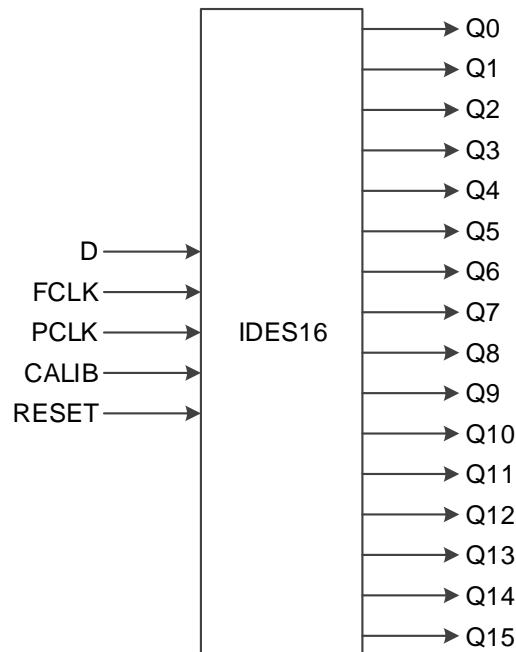 D
FCLK
PCLK
CALIB
RESET
IDES16
Q0
Q1
Q2
Q3
Q4
Q5
Q6
Q7
Q8
Q9
Q10
Q11
Q12
Q13
Q14
Q15